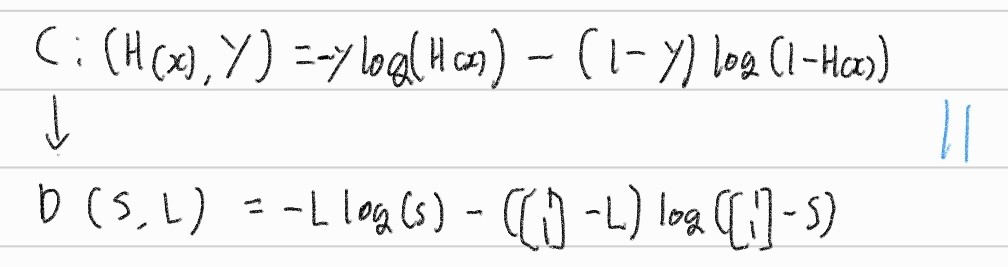 C : (H(x), Y) = -y log(H(x)) - (1 - y) log (1-H(x))
↓ ||
D (S, L) = -L log(s) - ([1 1] - L) log ([1 1] - S)